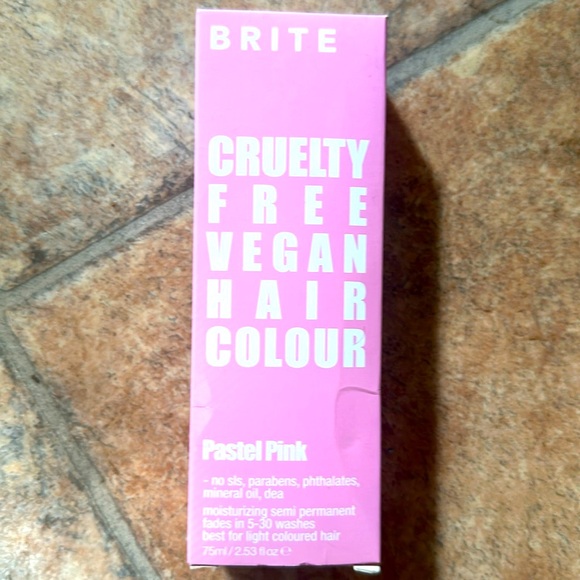 BRITE
CRUELTY
FREE
VEGAN
HAIR
COLOUR
Pastel Pink
- no sls, parabens, phthalates,
mineral oil, dea
moisturizing semi permanent
fades in 5-30 washes
best for light coloured hair
75ml / 2.53 fl oz ℮